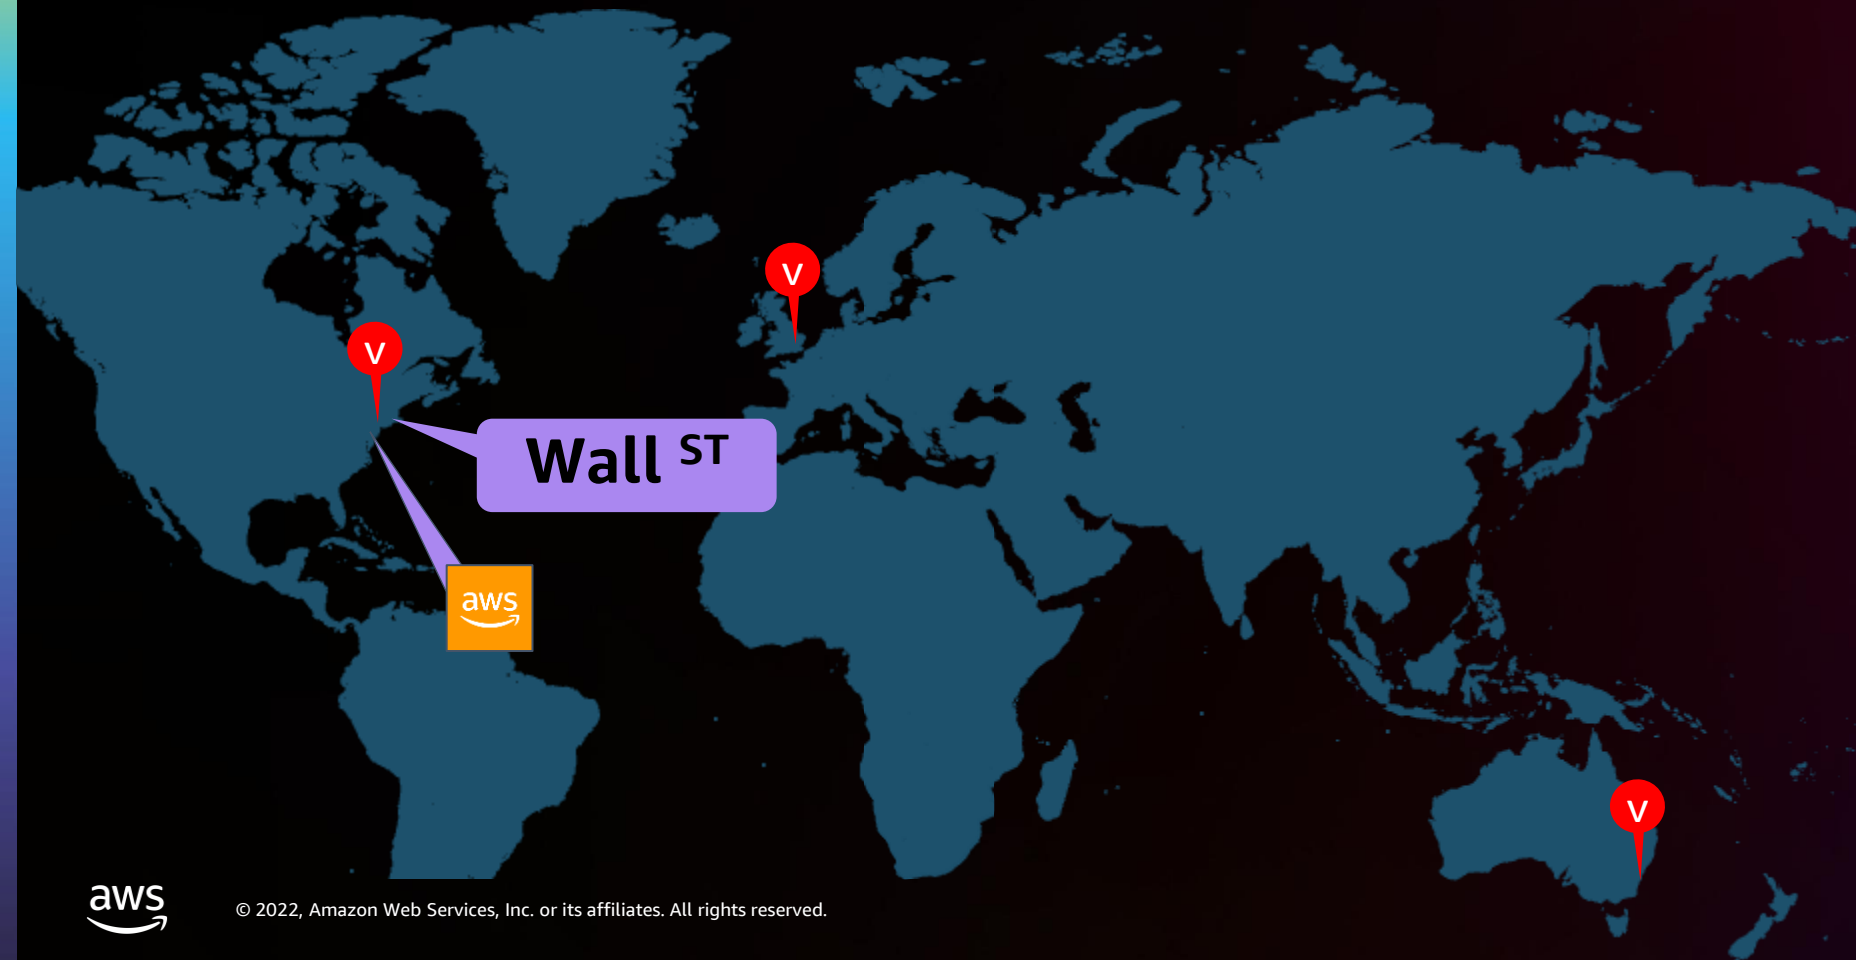 V
V
Wall ST
aws
V
aws
© 2022, Amazon Web Services, Inc. or its affiliates. All rights reserved.